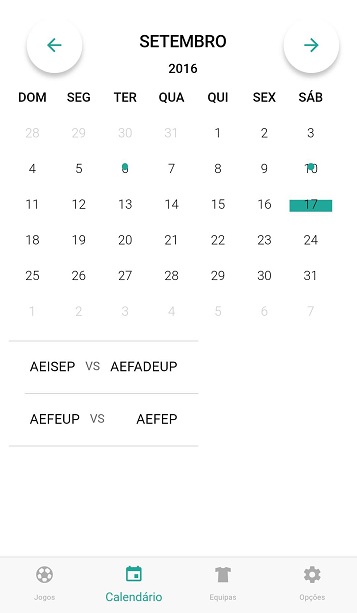 SETEMBRO
2016
DOM SEG TER QUA QUI SEX SÁB
28 29 30 31 1 2 3
4 5 6 7 8 9 10
11 12 13 14 15 16 17
18 19 20 21 22 23 24
25 26 27 28 29 30 31
1 2 3 4 5 6 7
AEISEP VS AEFADEUP
AEFEUP VS AEFEP
Jogos Calendário Equipas Opções